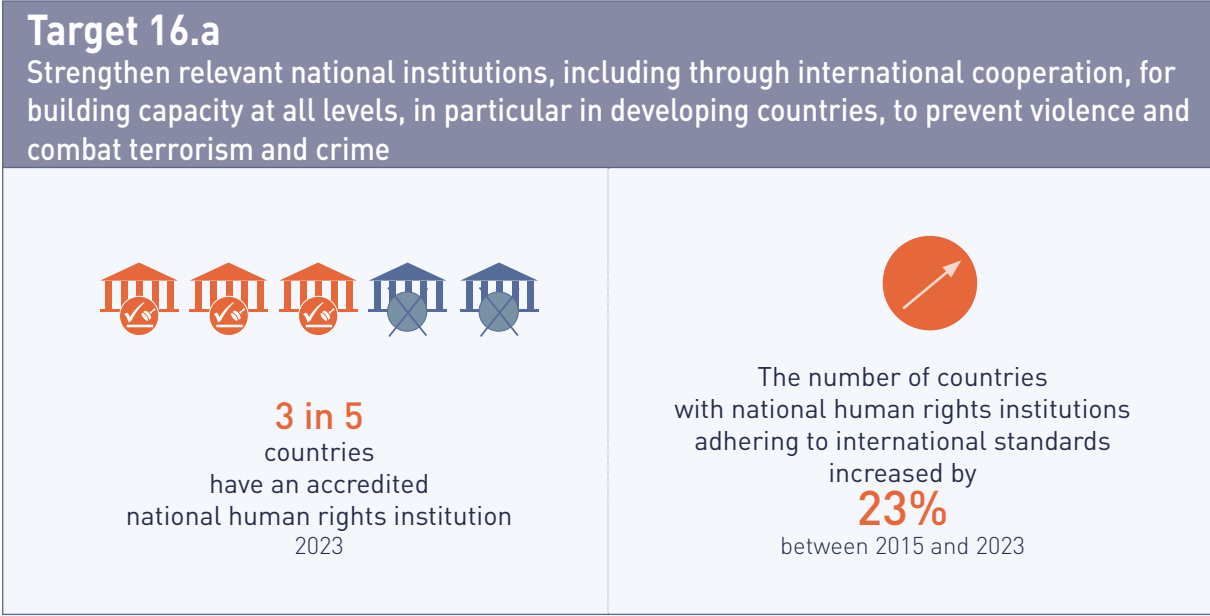 Target 16.a
Strengthen relevant national institutions, including through international cooperation, for
building capacity at all levels, in particular in developing countries, to prevent violence and
combat terrorism and crime
3 in 5
countries
have an accredited
national human rights institution
2023
The number of countries
with national human rights institutions
adhering to international standards
increased by
23%
between 2015 and 2023